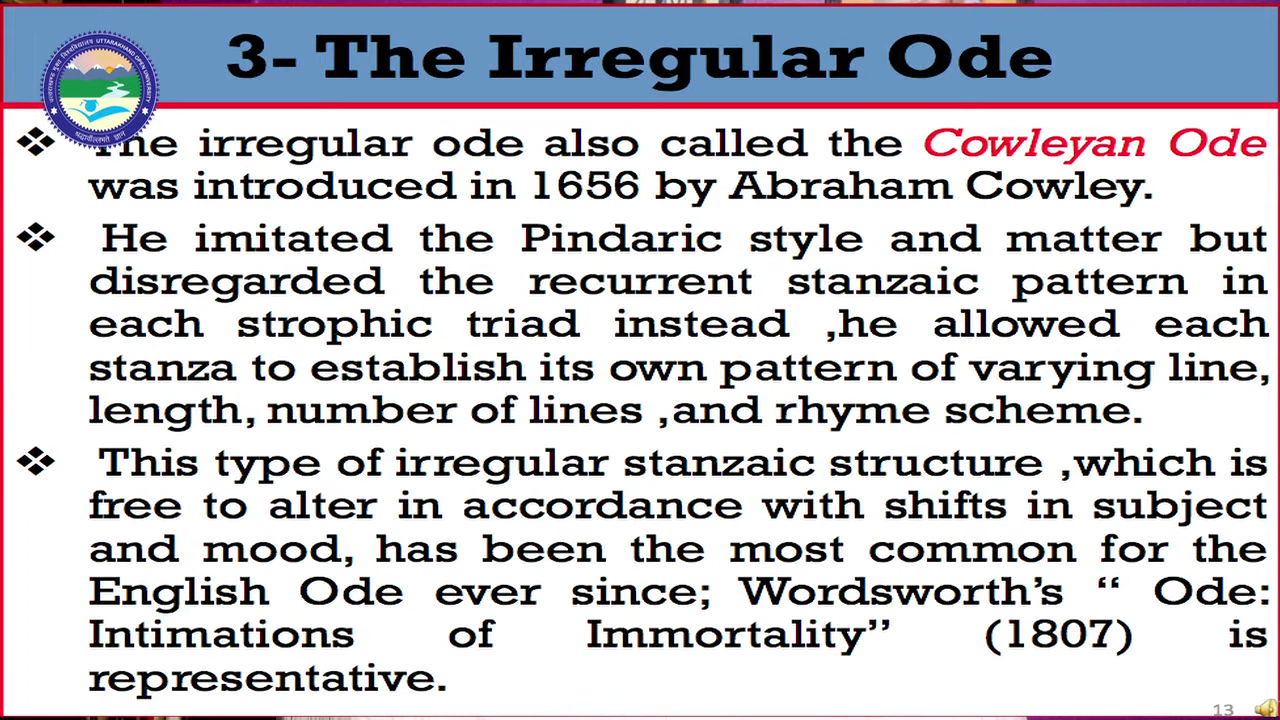 3- The Irregular Ode
UTTARAKHAND OPEN UNIVERSITY
The irregular ode also called the Cowleyan Ode
was introduced in 1656 by Abraham Cowley.
He imitated the Pindaric style and matter but
disregarded the recurrent stanzaic pattern in
each strophic triad instead ,he allowed each
stanza to establish its own pattern of varying line,
length, number of lines ,and rhyme scheme.
This type of irregular stanzaic structure ,which is
free to alter in accordance with shifts in subject
and mood, has been the most common for the
English Ode ever since; Wordsworth's “ Ode:
Intimations of Immortality” (1807) is
representative.
13